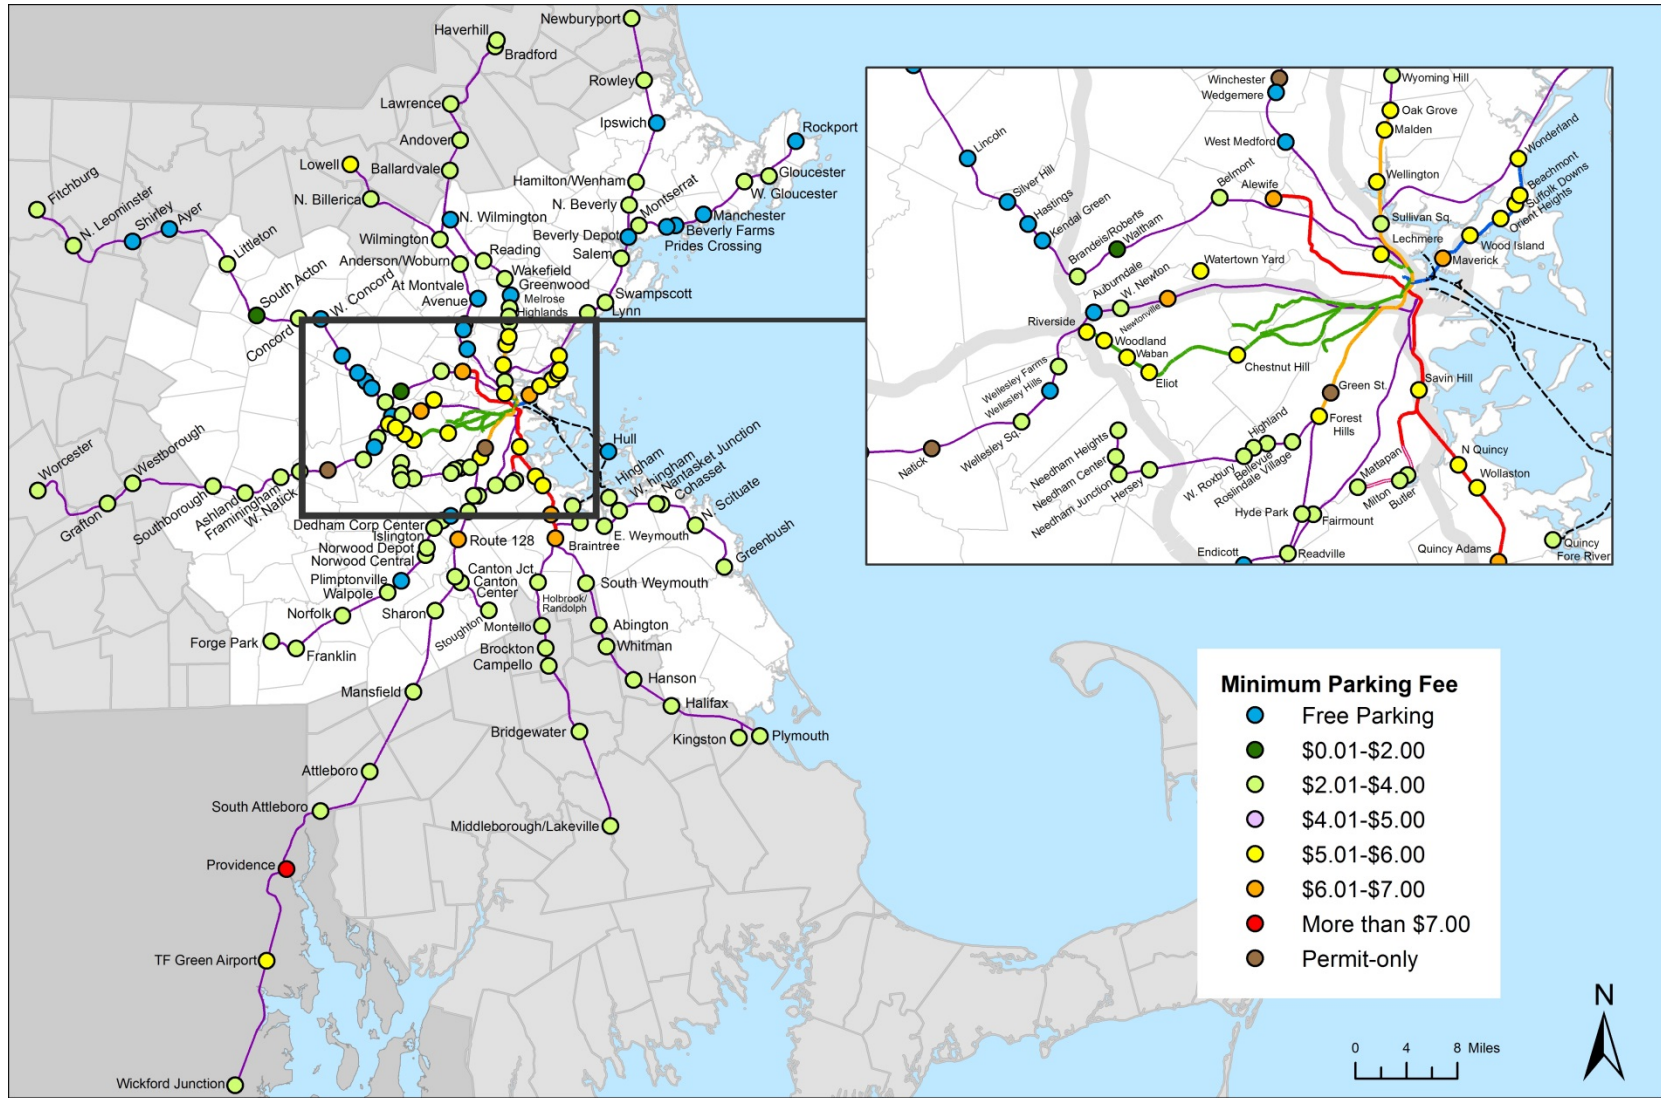 Newburyport
Haverhill
Bradford
Rowley
Lawrence
Ipswich
Rockport
Andover
Lowell
Ballardvale
Hamilton/Wenham
Gloucester
W. Gloucester
Fitchburg
N. Leominster
Shirley
Ayer
N. Billerica
N. Beverly
Montserrat
Manchester
Littleton
N. Wilmington
Beverly Depot
Beverly Farms
Prides Crossing
Wilmington
Reading
Salem
Anderson/Woburn
Wakefield
South Acton
W. Concord
At Montvale
Avenue
Greenwood
Melrose
Highlands
Swampscott
Lynn
Concord
Worcester
Westborough
Grafton
Southborough
Ashland
Framiningham
W. Natick
Hull
Hingham
W. hingham
Nantasket Junction
Cohasset
N. Scituate
Greenbush
E. Weymouth
Dedham Corp Center
Islington
Route 128
Braintree
Norwood Depot
Norwood Central
Plimptonville
Walpole
Canton Jct
Canton
Center
South Weymouth
Holbrook/
Randolph
Norfolk
Sharon
Stoughton
Montello
Abington
Forge Park
Franklin
Brockton
Whitman
Campello
Hanson
Mansfield
Halifax
Bridgewater
Kingston
Plymouth
Attleboro
South Attleboro
Middleborough/Lakeville
Providence
TF Green Airport
Wickford Junction
Winchester
Wedgemere
Wyoming Hill
Oak Grove
Malden
Lincoln
West Medford
Wonderland
Silver Hill
Belmont
Alewife
Wellington
Beachmont
Suffolk Downs
Orient Heights
Hastings
Kendal Green
Brandeis/Roberts
Waltham
Sullivan Sq.
Lechmere
Wood Island
Maverick
Watertown Yard
Auburndale
W. Newton
Newtonville
Riverside
Woodland
Waban
Eliot
Chestnut Hill
Wellesley Farms
Wellesley Hills
Wellesley Sq.
Natick
Green St.
Savin Hill
Forest
Hills
Needham Heights
Needham Center
Needham Junction
Hersey
W. Roxbury
Highland
Bellevue
Roslindale Village
N Quincy
Wollaston
Mattapan
Milton
Butler
Hyde Park
Fairmount
Readville
Endicott
Quincy Adams
Quincy
Fore River
Minimum Parking Fee
Free Parking
$0.01-$2.00
$2.01-$4.00
$4.01-$5.00
$5.01-$6.00
$6.01-$7.00
More than $7.00
Permit-only
N
0 4 8 Miles